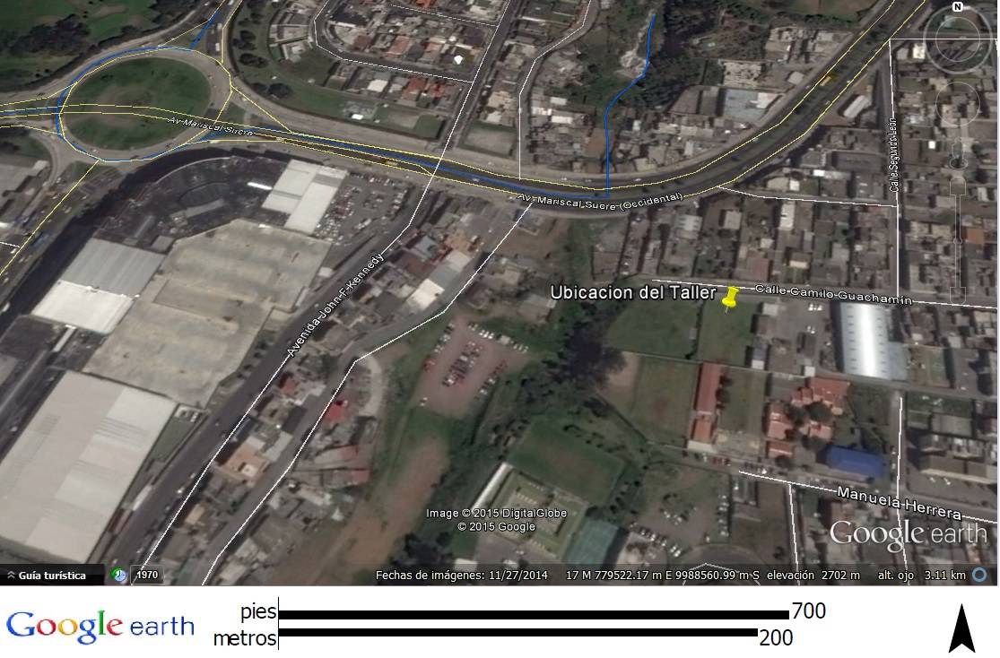 N
Av Mariscal Sucre
Calle Segundo Leon
Av. Mariscal Sucre (Occidental)
Avenida John F Kennedy
Ubicacion del Taller
Calle Camilo Guachamín
Manuela Herrera
Image © 2015 DigitalGlobe
© 2015 Google
Google earth
Guía turística
1970
Fechas de imágenes: 11/27/2014 17 M 779522.17 m E 9988560.99 m S elevación 2702 m alt. ojo 3.11 km
Google earth
pies 700
metros 200